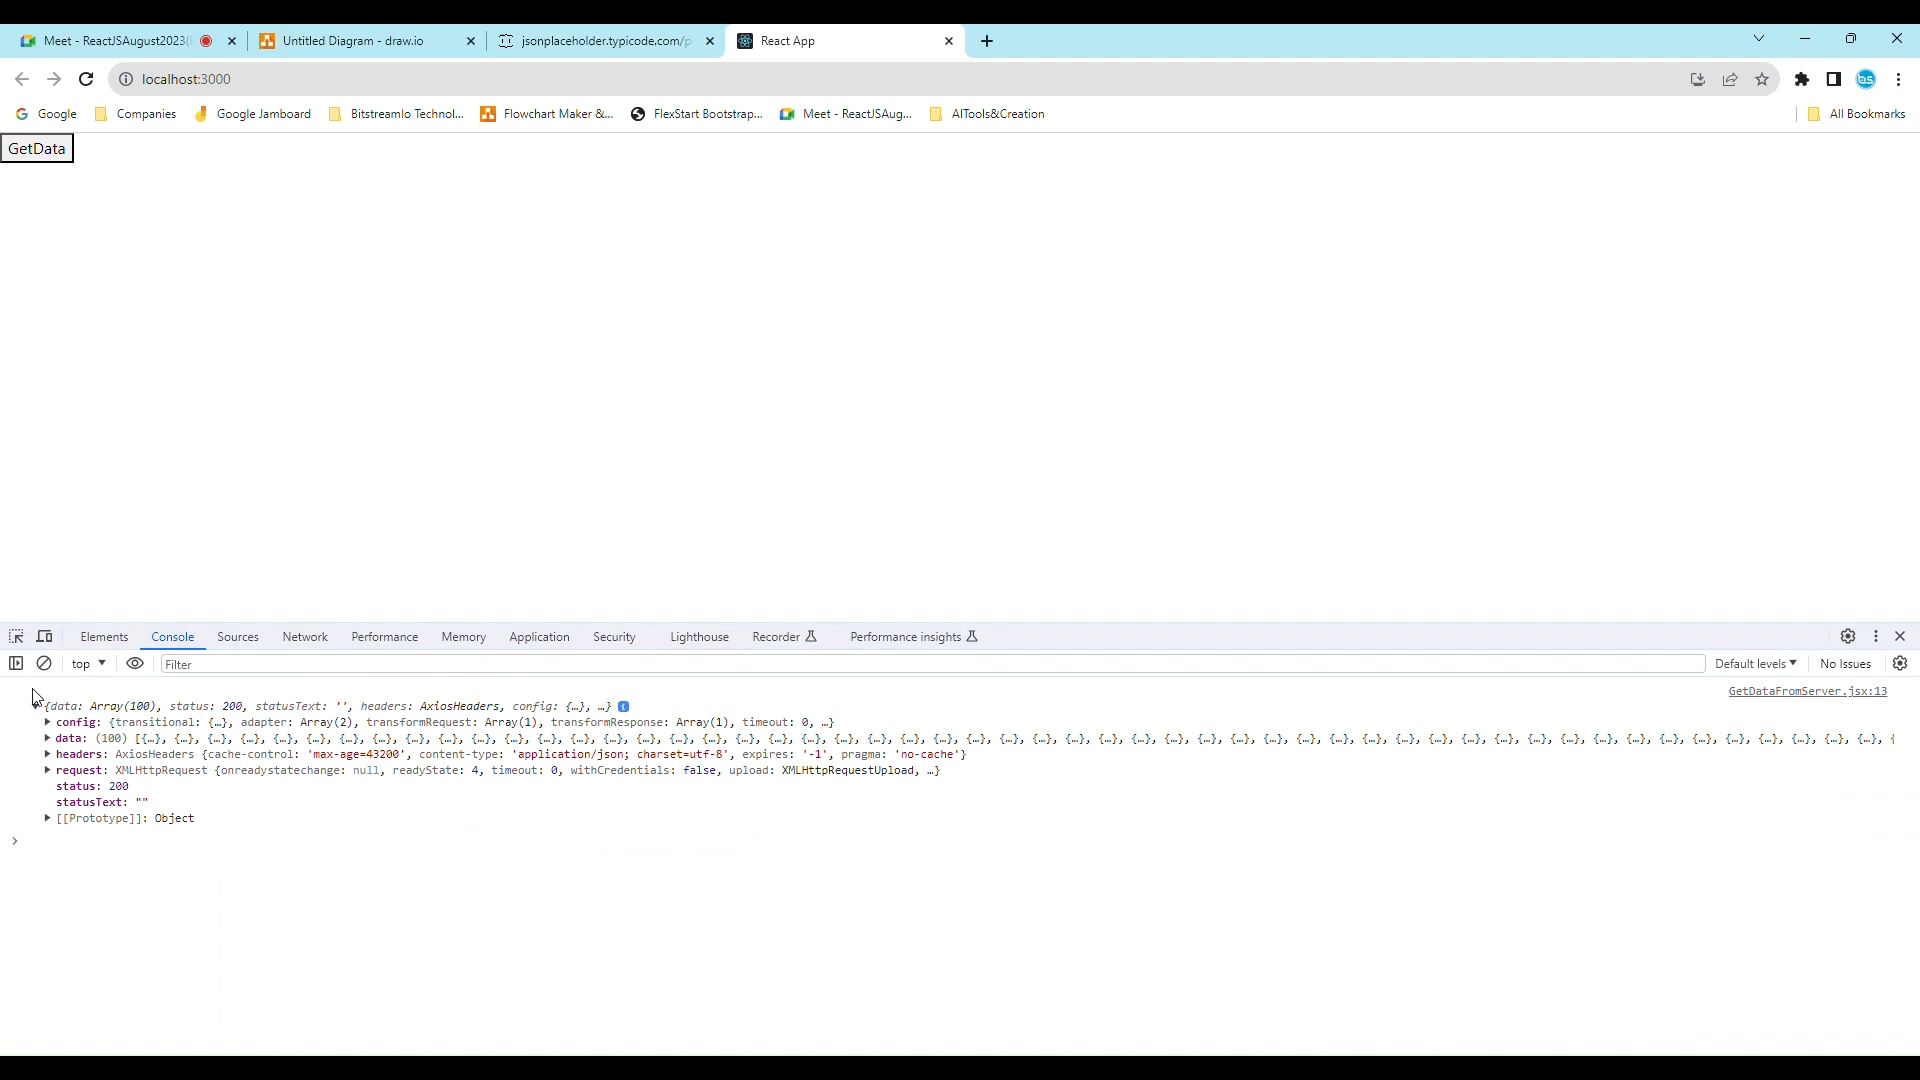 Meet - ReactJSAugust2023(
Untitled Diagram - draw.io
jsonplaceholder.typicode.com/p
React App
localhost:3000
Google
Companies
Google Jamboard
Bitstreamlo Technol...
Flowchart Maker &...
FlexStart Bootstrap...
Meet - ReactJSAug...
AITools&Creation
All Bookmarks
GetData
Elements
Console
Sources
Network
Performance
Memory
Application
Security
Lighthouse
Recorder
Performance insights
top
Filter
Default levels
No Issues
GetDataFromServer.jsx:13
{data: Array(100), status: 200, statusText: '', headers: AxiosHeaders, config: {…}, …}
config: {transitional: {…}, adapter: Array(2), transformRequest: Array(1), transformResponse: Array(1), timeout: 0, …}
data: (100) [{…}, {…}, {…}, {…}, {…}, {…}, {…}, {…}, {…}, {…}, {…}, {…}, {…}, {…}, {…}, {…}, {…}, {…}, {…}, {…}, {…}, {…}, {…}, {…}, {…}, {…}, {…}, {…}, {…}, {…}, {…}, {…}, {…}, {…}, {…}, {…}, {…}, {…}, {…}, {…}, {…}, {…}, {…}, {…}, {…}, {…}, {…}, {…}, {…}, {…}, {…}, {…}, {…}, {
headers: AxiosHeaders {cache-control: 'max-age=43200', content-type: 'application/json; charset=utf-8', expires: '-1', pragma: 'no-cache'}
request: XMLHttpRequest {onreadystatechange: null, readyState: 4, timeout: 0, withCredentials: false, upload: XMLHttpRequestUpload, …}
status: 200
statusText: ""
[[Prototype]]: Object